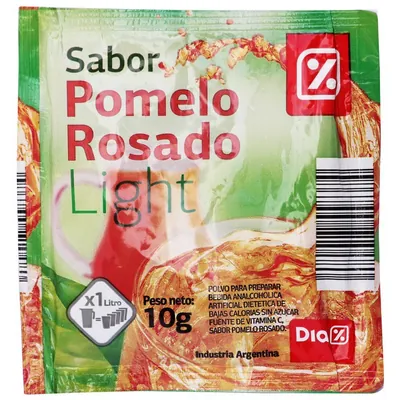 Sabor
Pomelo
Rosado
Light
%
x1 Litro
Peso neto:
10g
POLVO PARA PREPARAR
BEBIDA ANALCOHOLICA
ARTIFICIAL DIETETICA DE
BAJAS CALORIAS SIN AZUCAR
FUENTE DE VITAMINA C,
SABOR POMELO ROSADO.
Industria Argentina
Dia %